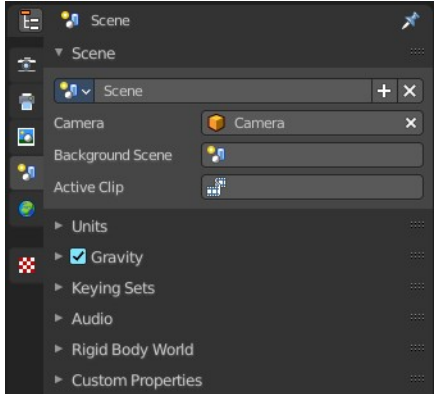 Scene
Scene
Scene
Camera Camera
Background Scene
Active Clip
Units
Gravity
Keying Sets
Audio
Rigid Body World
Custom Properties